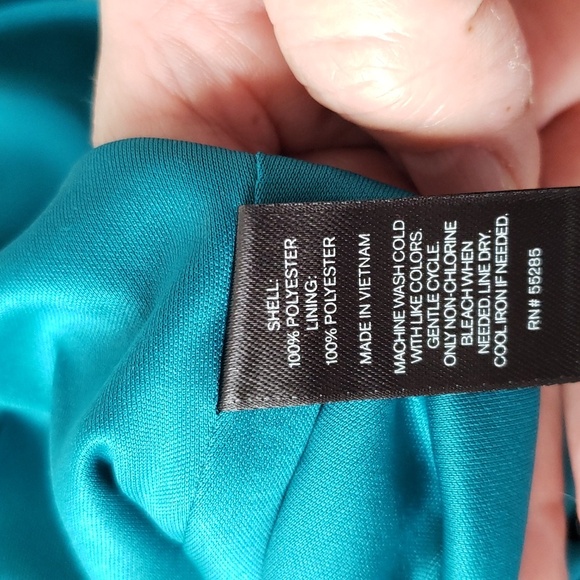 SHELL:
100% POLYESTER
LINING:
100% POLYESTER
MADE IN VIETNAM
MACHINE WASH COLD
WITH LIKE COLORS.
GENTLE CYCLE.
ONLY NON-CHLORINE
BLEACH WHEN
NEEDED. LINE DRY.
COOL IRON IF NEEDED.
RN# 55285